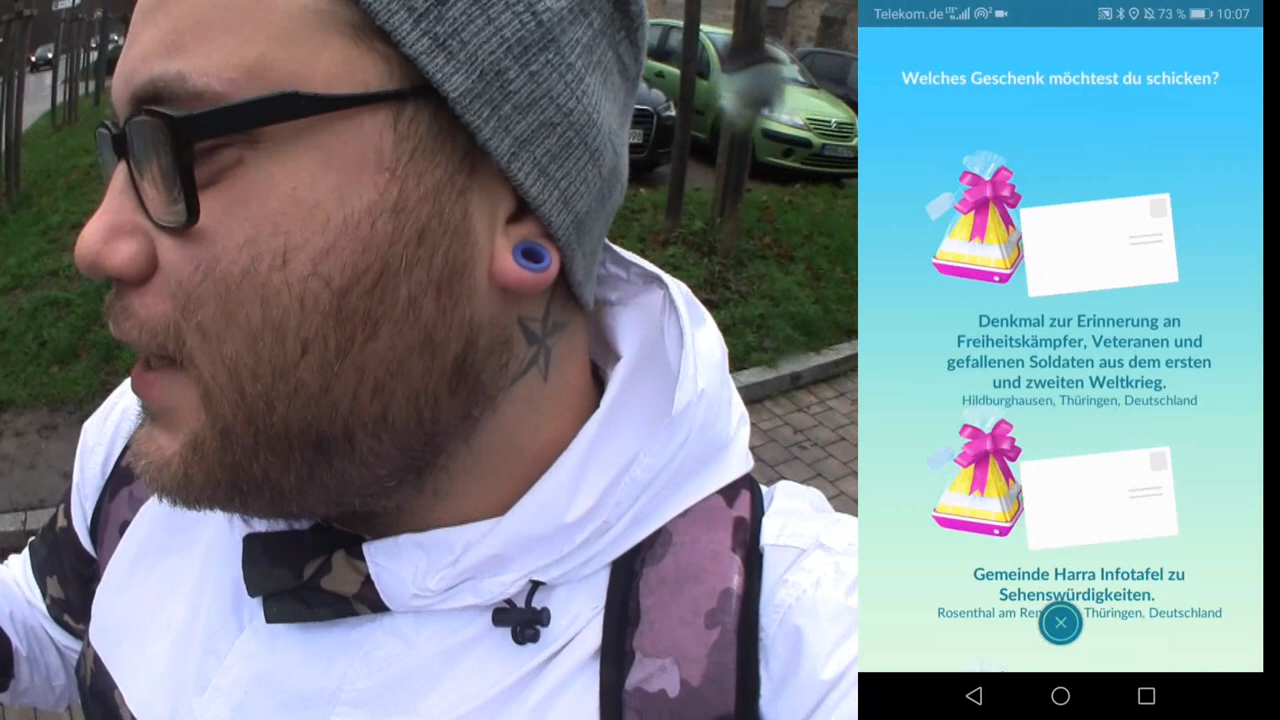 Telekom.de 73 % 10:07
Welches Geschenk möchtest du schicken?
Denkmal zur Erinnerung an
Freiheitskämpfer, Veteranen und
gefallenen Soldaten aus dem ersten
und zweiten Weltkrieg.
Hildburghausen, Thüringen, Deutschland
Gemeinde Harra Infotafel zu
Sehenswürdigkeiten.
Rosenthal am Thüringen, Deutschland